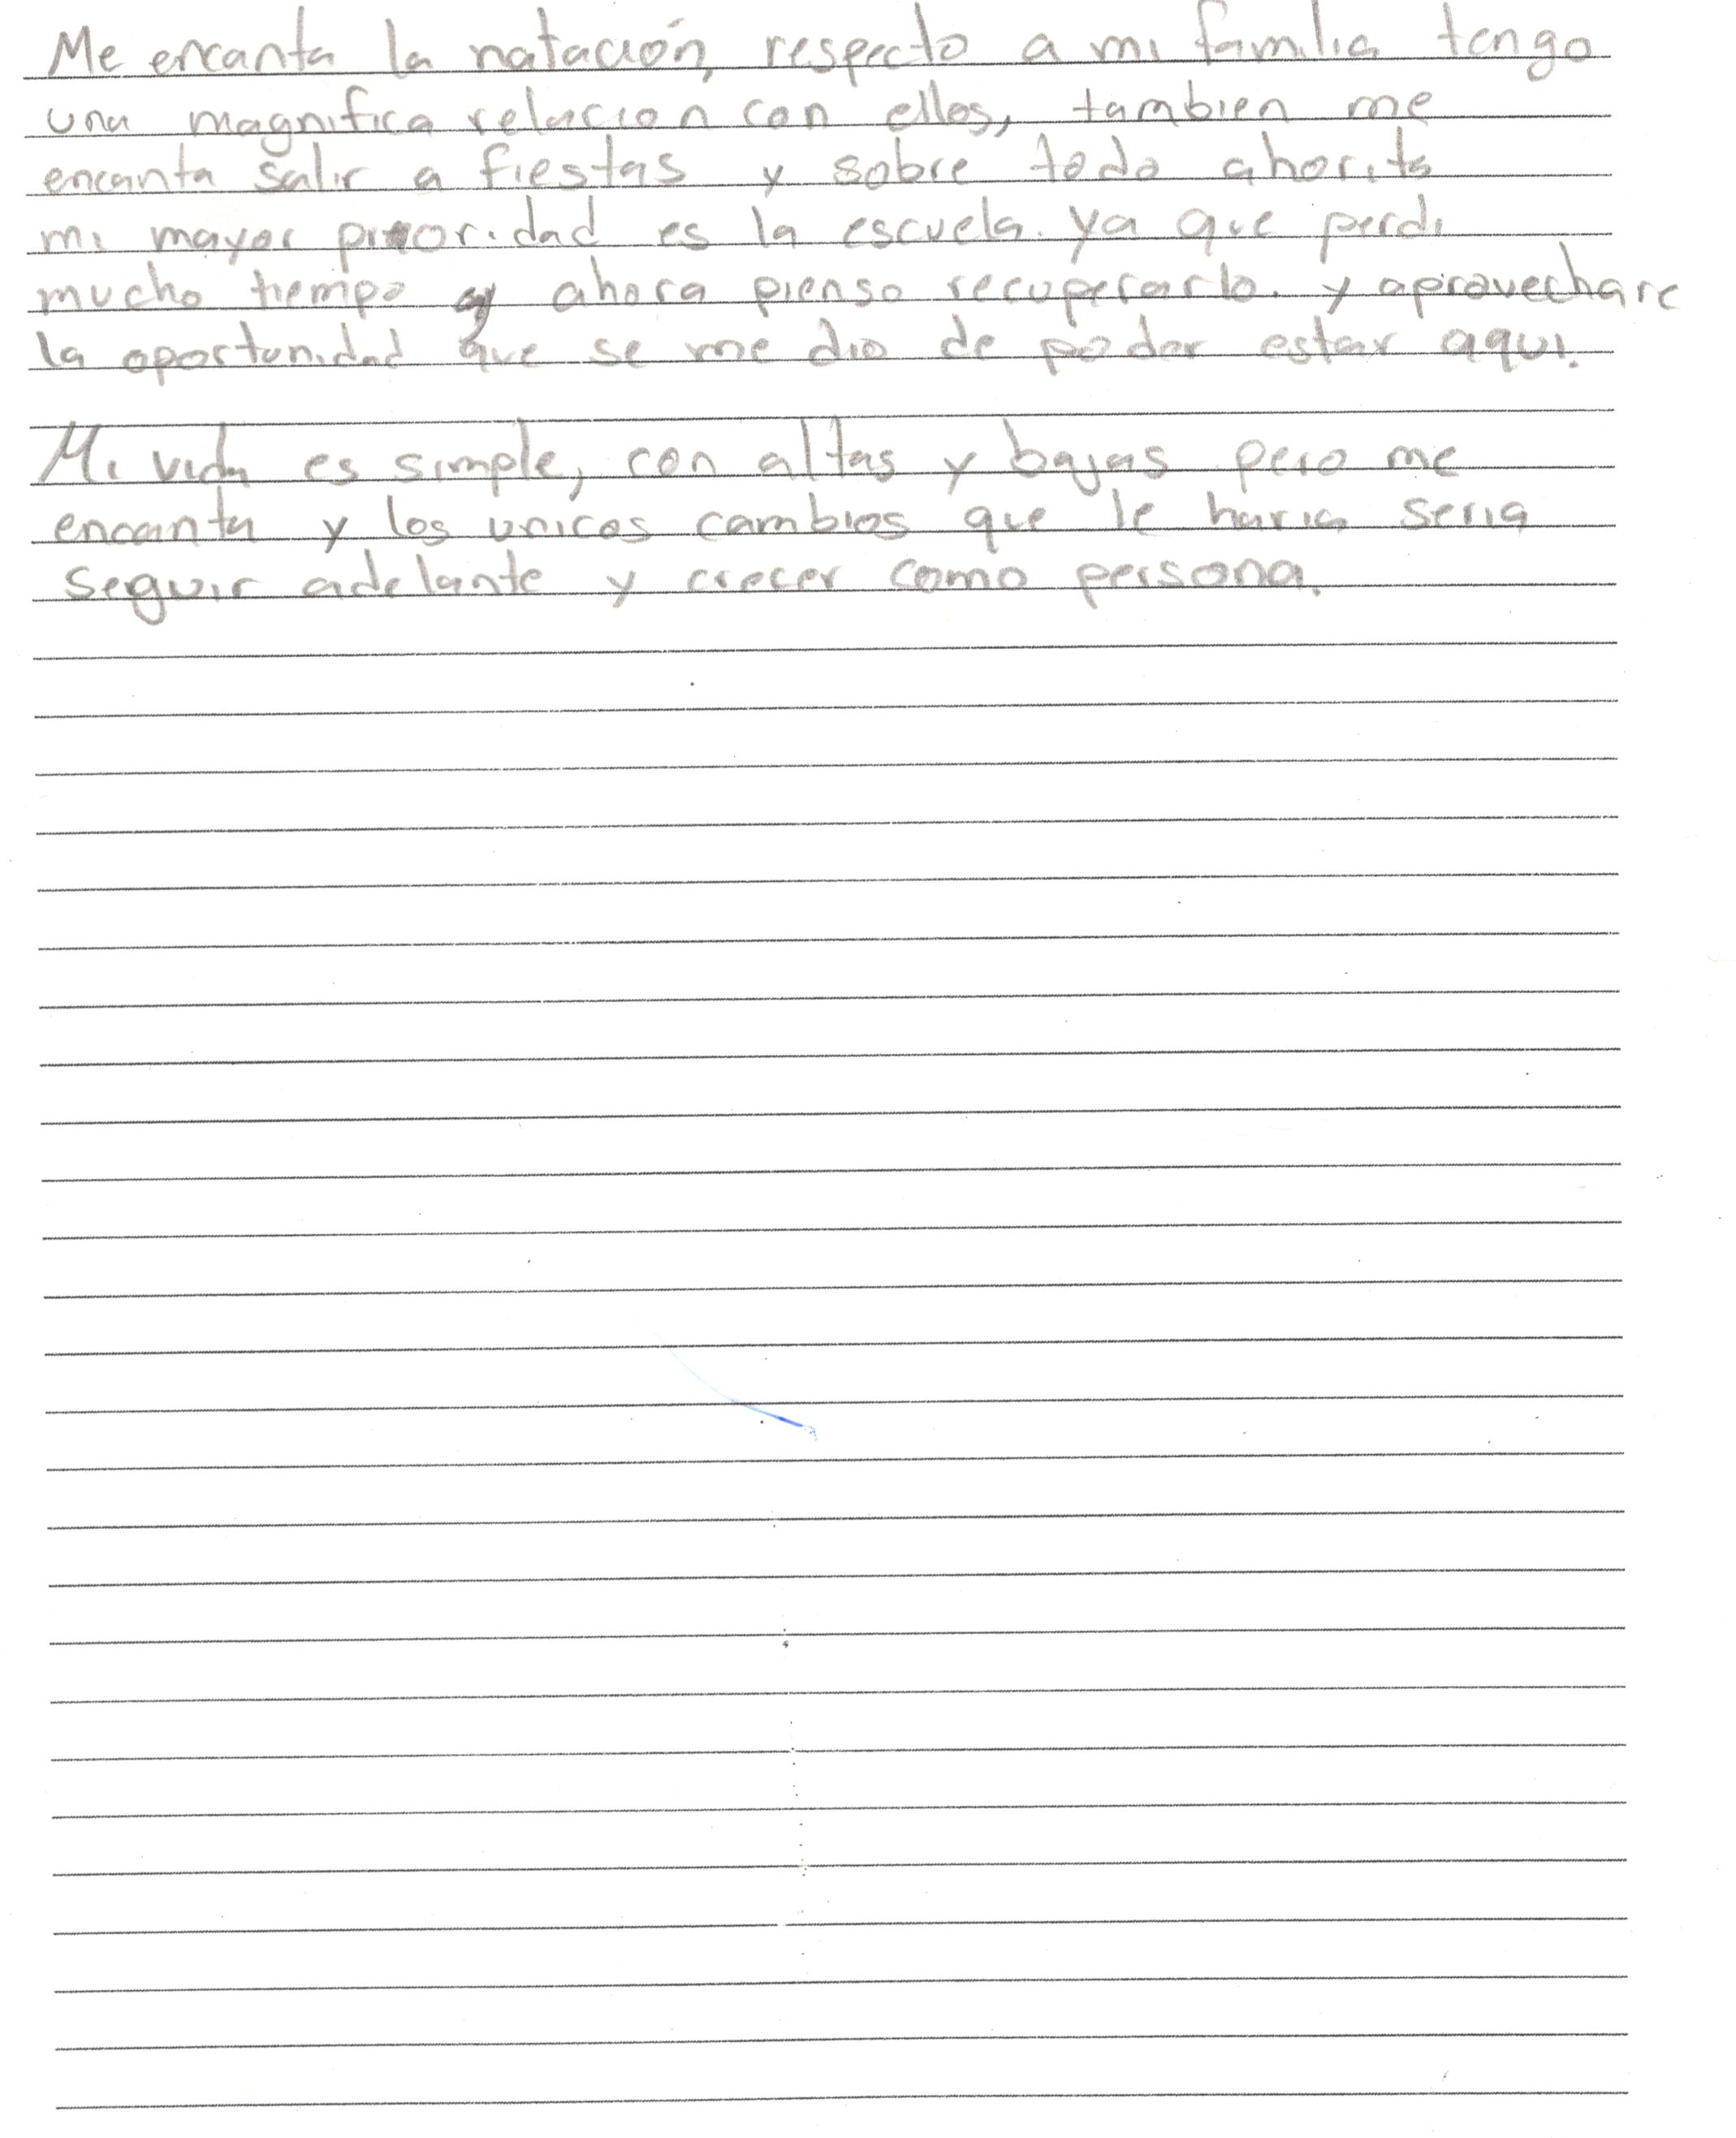 Me encanta la natación, respecto a mi familia tengo
una magnifica relacion con ellos, tambien me
encanta salir a fiestas y sobre todo ahorita
mi mayor prioridad es la escuela. ya que perdi
mucho tiempo y ahora pienso recuperarlo. y aprovechare
la oportunidad que se me dio de poder estar aqui.
Mi vida es simple, con altas y bajas pero me
encanta y los unicos cambios que le haria seria
seguir adelante y crecer como persona.